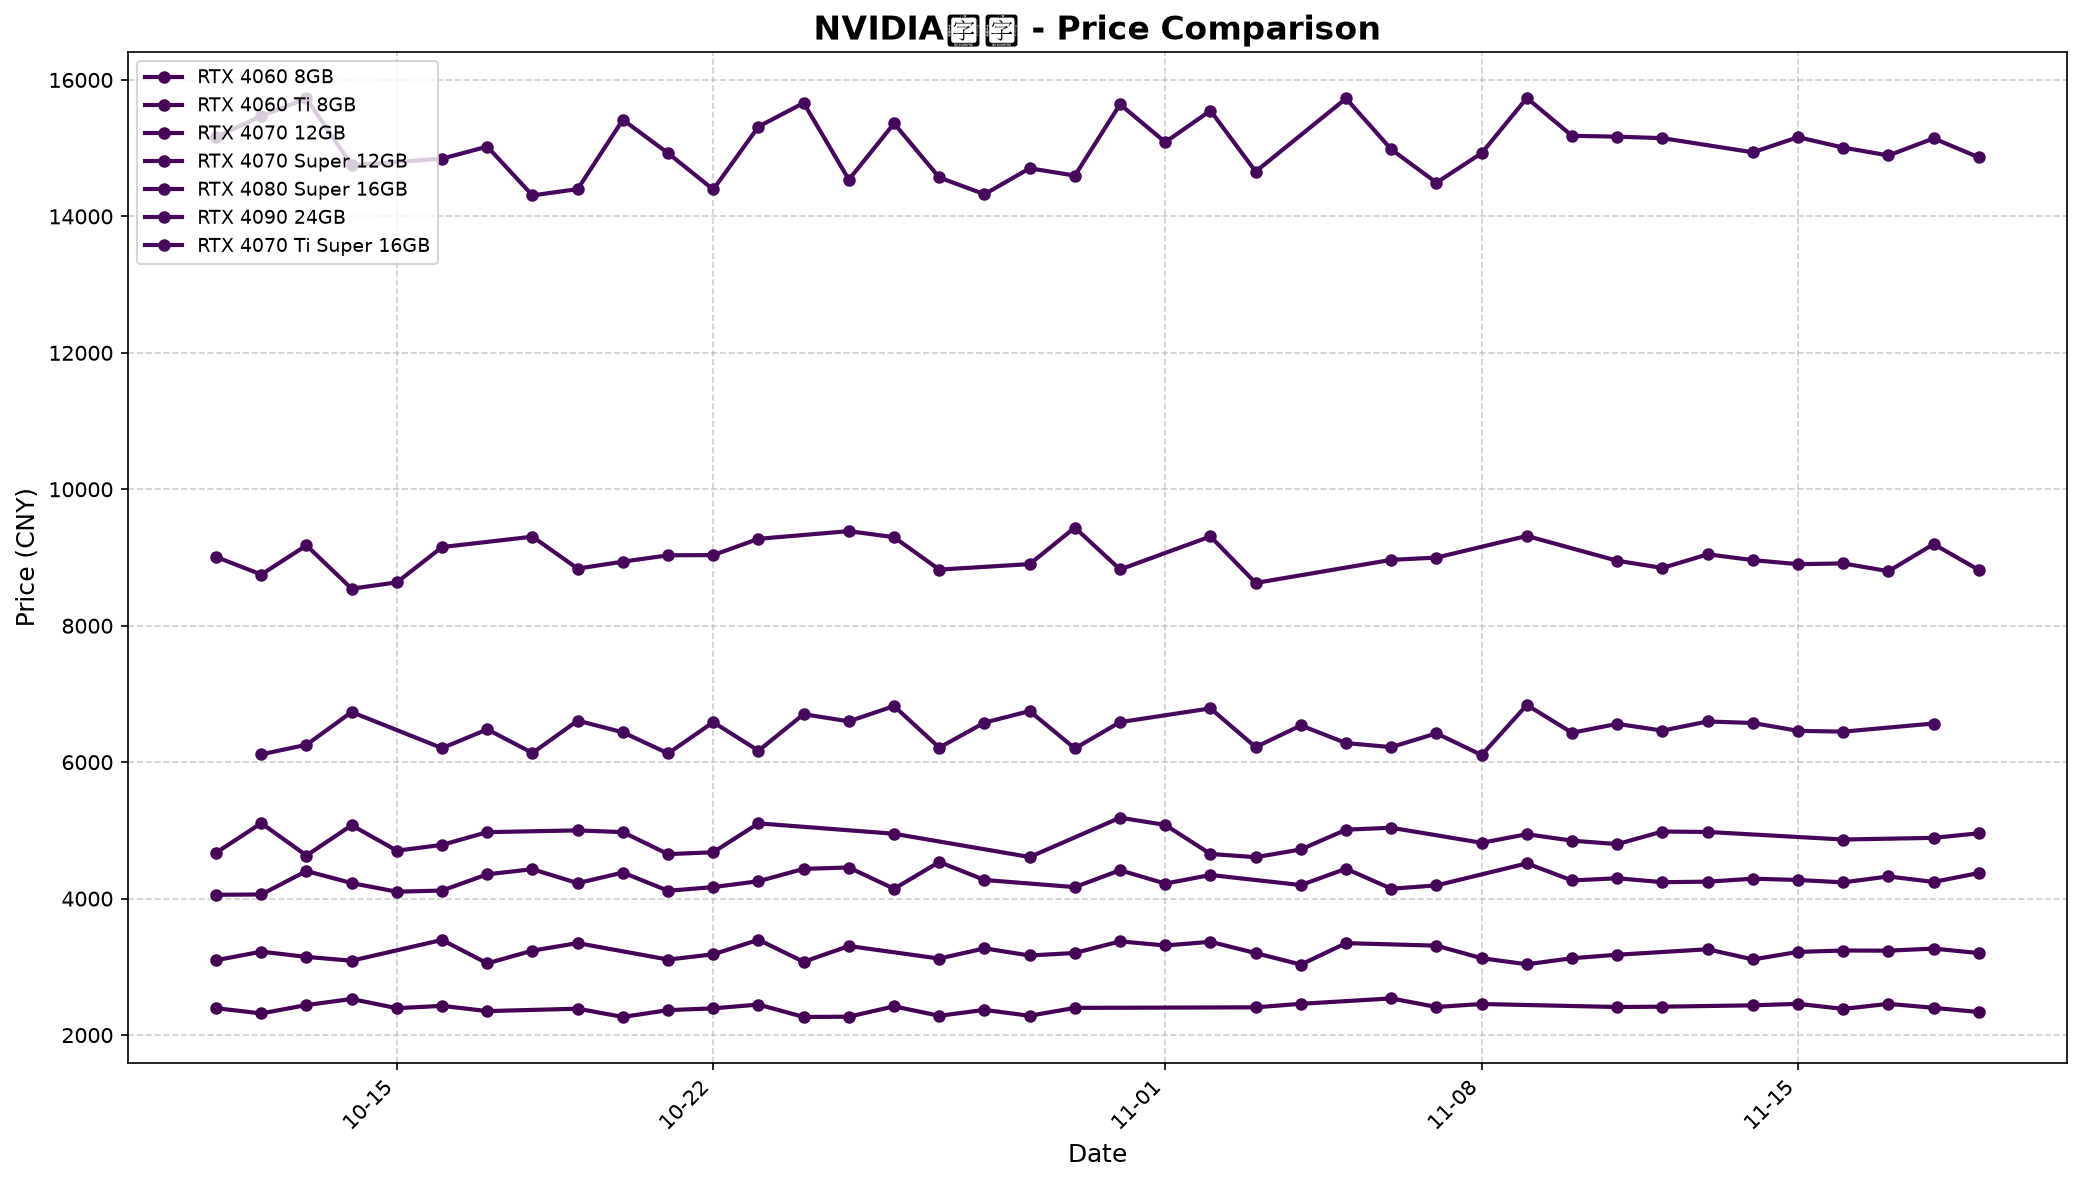 NVIDIA - Price Comparison
RTX 4060 8GB
RTX 4060 Ti 8GB
RTX 4070 12GB
RTX 4070 Super 12GB
RTX 4080 Super 16GB
RTX 4090 24GB
RTX 4070 Ti Super 16GB
Price (CNY)
16000
14000
12000
10000
8000
6000
4000
2000
10-15
10-22
11-01
11-08
11-15
Date